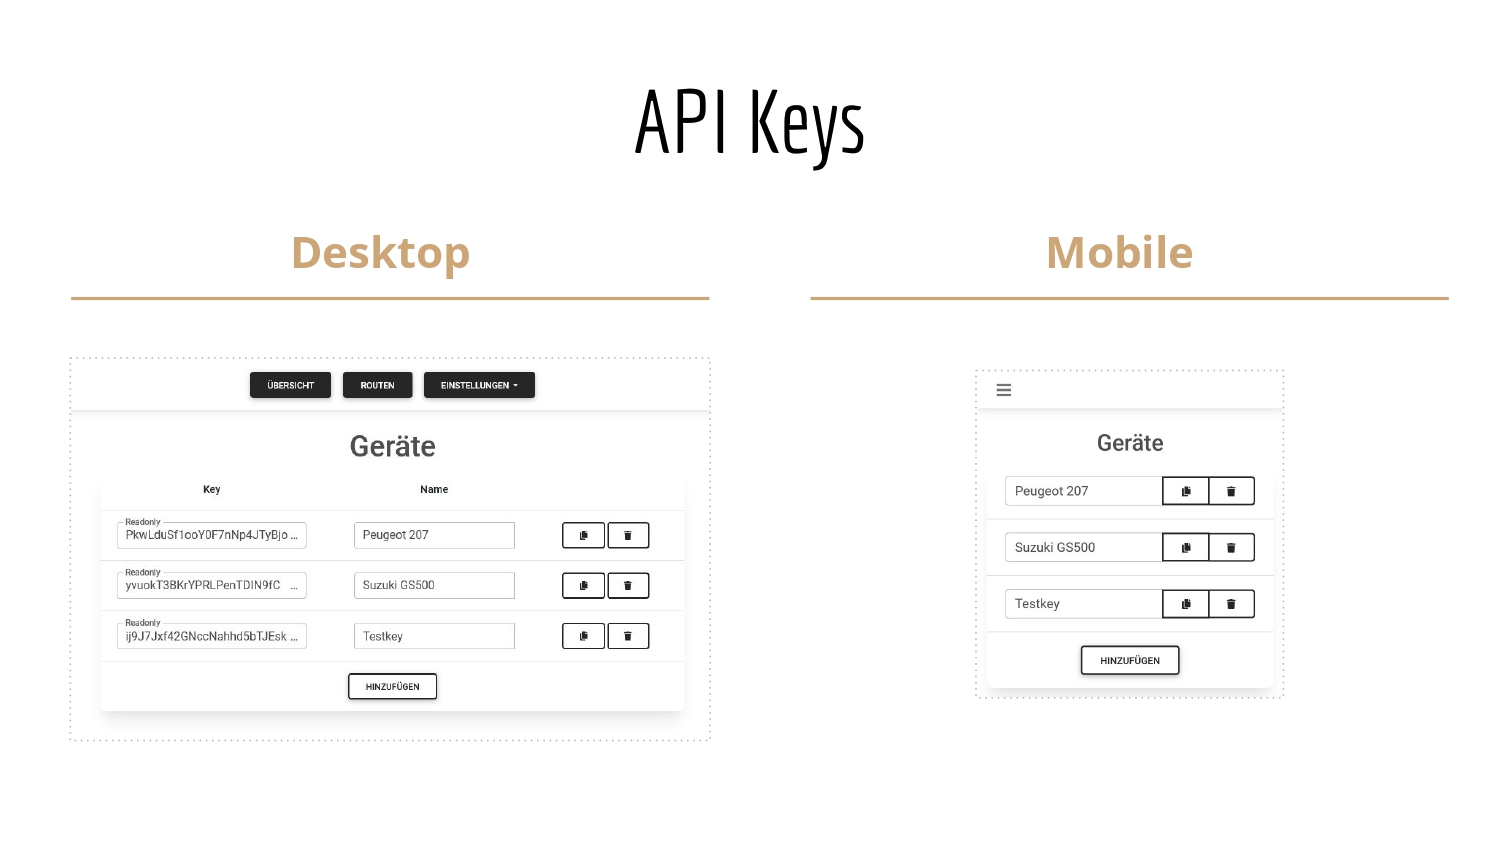 API Keys
Desktop
ÜBERSICHT ROUTEN EINSTELLUNGEN
Geräte
Key Name
Readonly
PkwLduSf1ooY0F7nNp4JTyBjo ... Peugeot 207
Readonly
yvuokT3BKrYPRLPenTDIN9fC ... Suzuki GS500
Readonly
ij9J7Jxf42GNccNahhd5bTJEsk ... Testkey
HINZUFÜGEN
Mobile
Geräte
Peugeot 207
Suzuki GS500
Testkey
HINZUFÜGEN